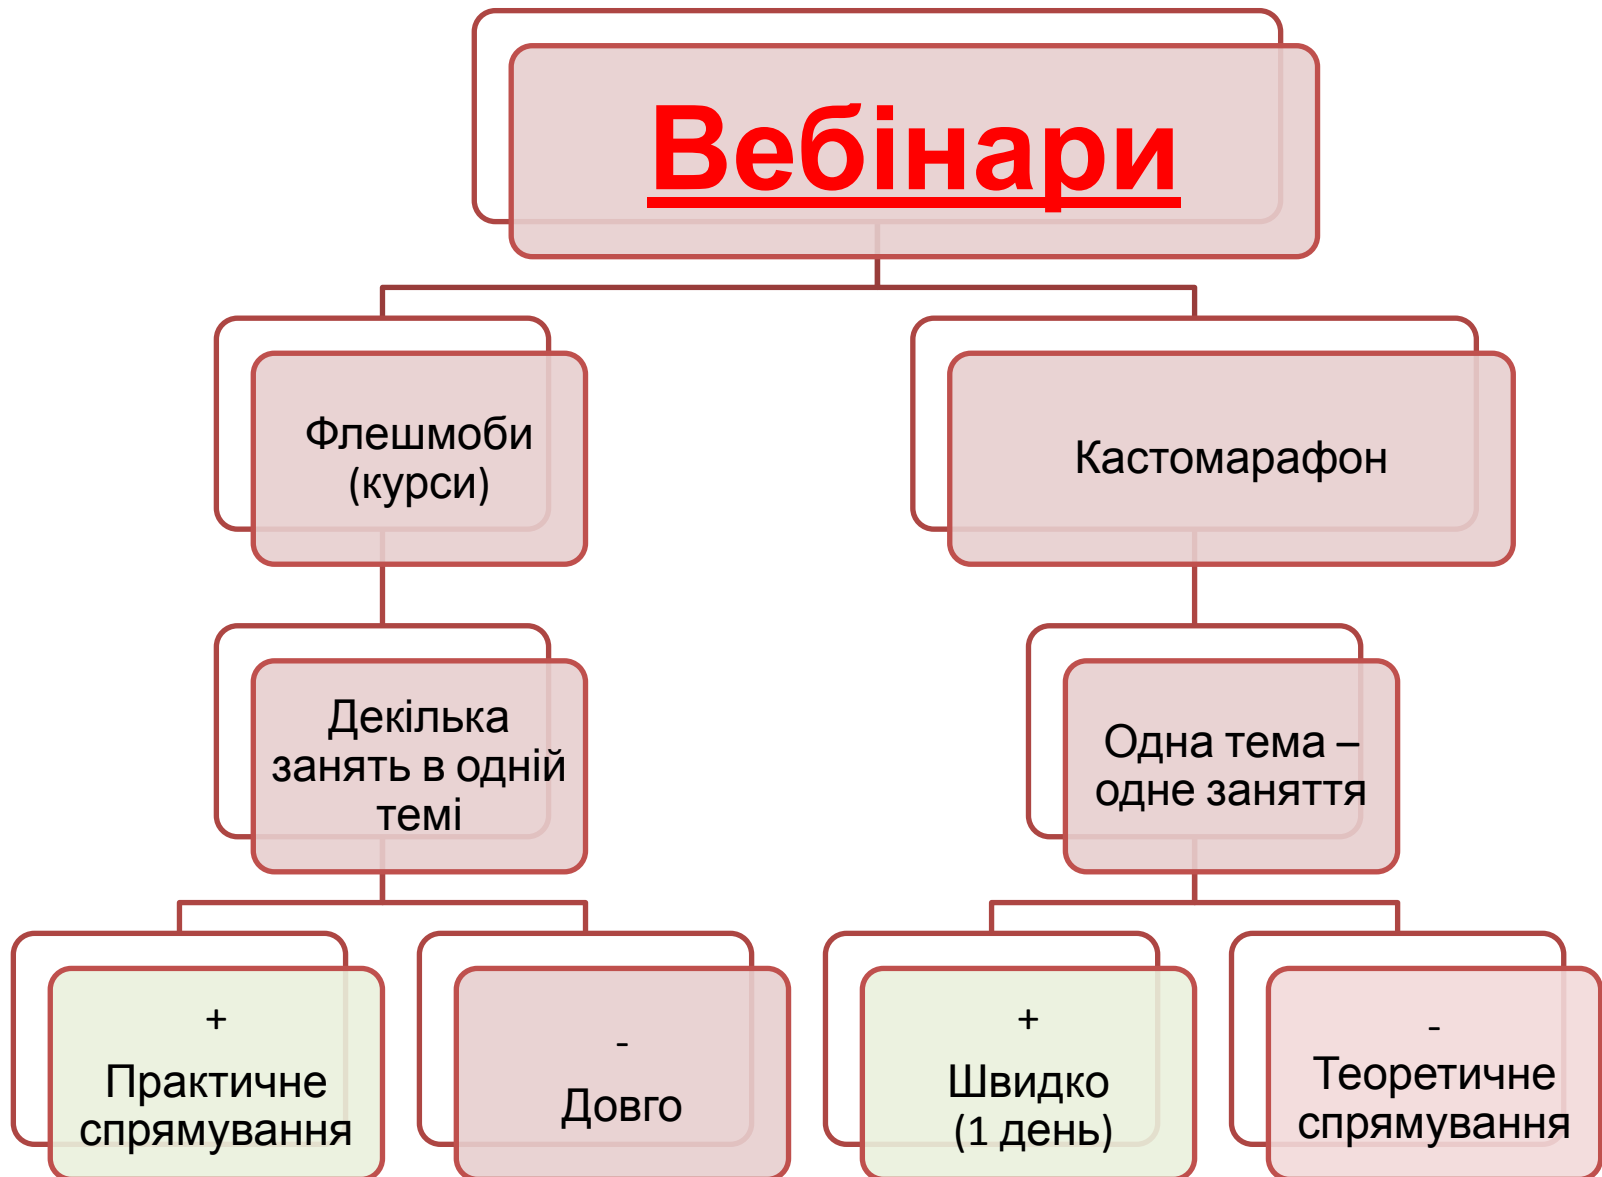 Вебінари
Флешмоби
(курси)
Кастомарафон
Декілька
занять в одній
темі
Одна тема –
одне заняття
+
Практичне
спрямування
-
Довго
+
Швидко
(1 день)
-
Теоретичне
спрямування